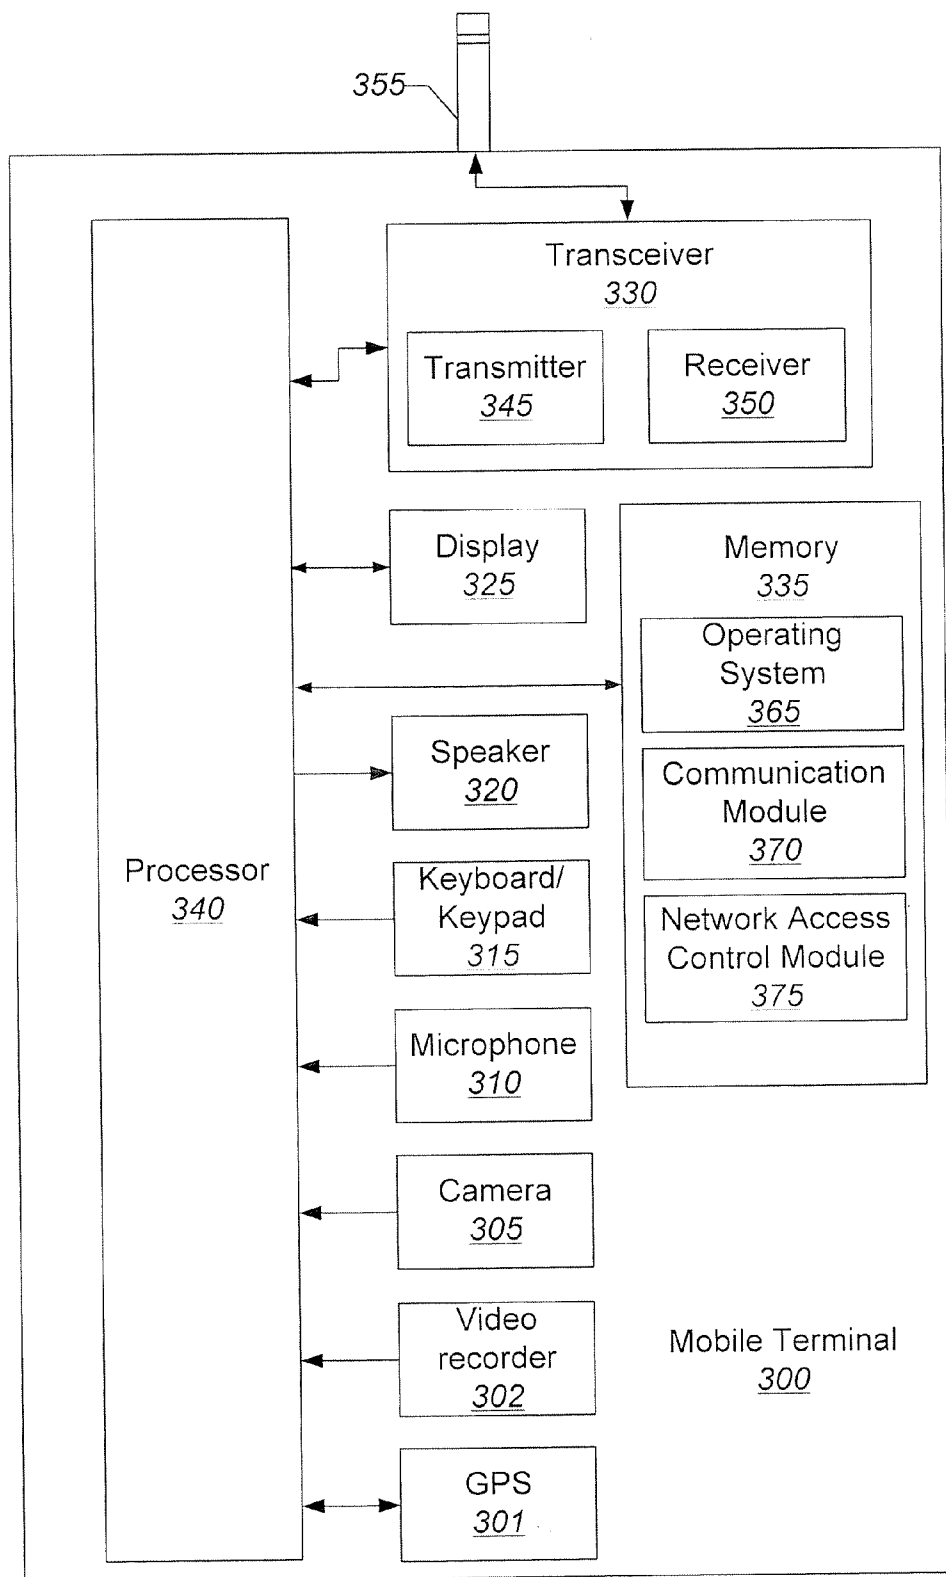 355
Transceiver
330
Transmitter
345
Receiver
350
Display
325
Memory
335
Operating
System
365
Speaker
320
Communication
Module
370
Processor
340
Keyboard/
Keypad
315
Network Access
Control Module
375
Microphone
310
Camera
305
Video
recorder
302
Mobile Terminal
300
GPS
301